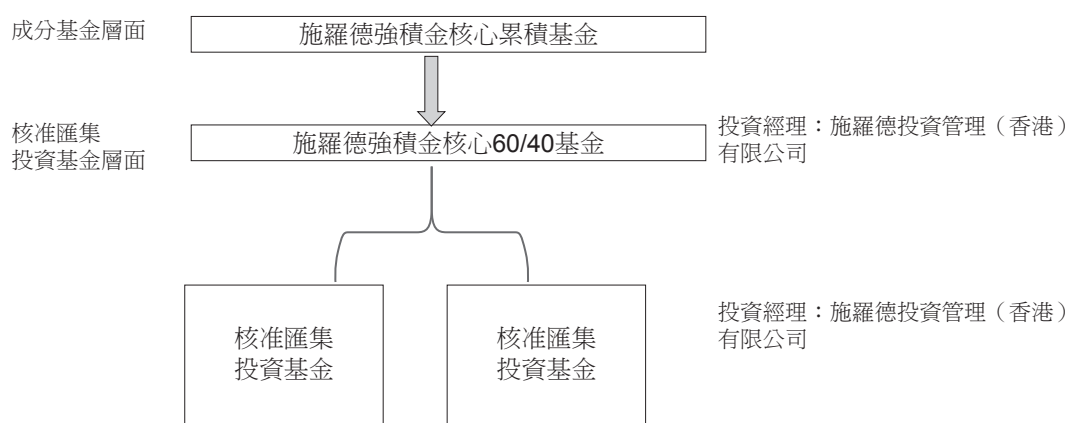 成分基金層面
施羅德強積金核心累積基金
核准匯集
投資基金層面
施羅德強積金核心60/40基金
投資經理：施羅德投資管理（香港）
有限公司
核准匯集
投資基金
核准匯集
投資基金
投資經理：施羅德投資管理（香港）
有限公司